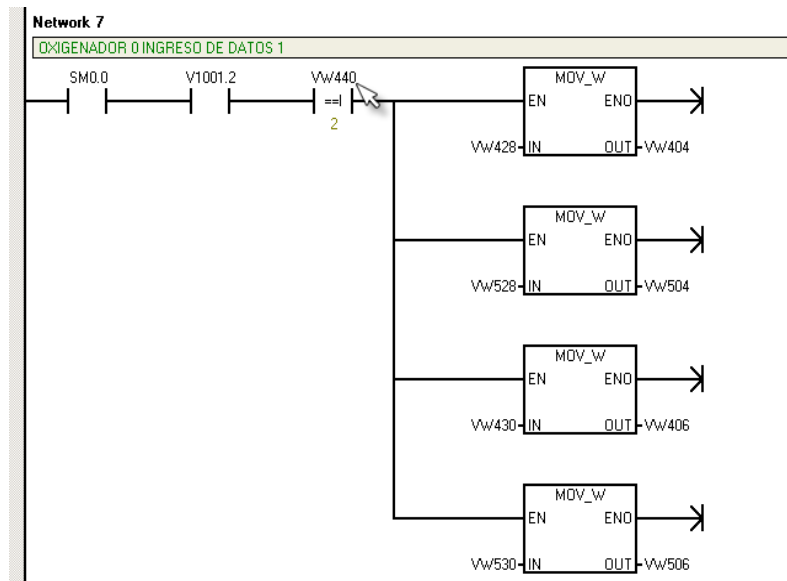 Network 7
OXIGENADOR 0 INGRESO DE DATOS 1
SM0.0 V1001.2 VW440
==I
2
MOV_W
EN ENO
VW428 IN OUT VW404
MOV_W
EN ENO
VW528 IN OUT VW504
MOV_W
EN ENO
VW430 IN OUT VW406
MOV_W
EN ENO
VW530 IN OUT VW506